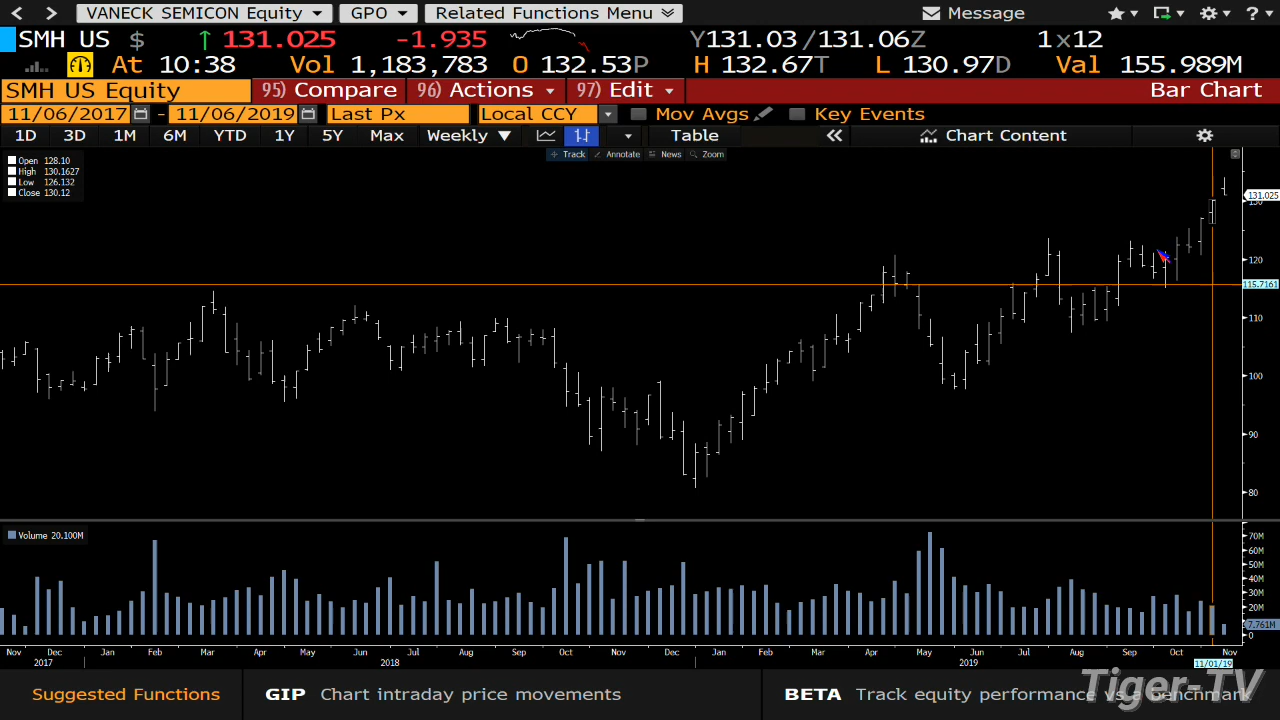 VANECK SEMICON Equity GPO Related Functions Menu Message ?
SMH US $ ↑ 131.025 -1.935 Y131.03/131.06Z 1x12
At 10:38 Vol 1,183,783 O 132.53P H 132.67T L 130.97D Val 155.989M
SMH US Equity 95) Compare 96) Actions 97) Edit Bar Chart
11/06/2017 - 11/06/2019 Last Px Local CCY Mov Avgs Key Events
1D 3D 1M 6M YTD 1Y 5Y Max Weekly Table Chart Content
Track Annotate News Zoom
Open 128.10
High 130.1627
Low 126.132
Close 130.12
131.025
130
120
115.7161
110
100
90
80
Volume 20.100M
70M
60M
50M
40M
30M
20M
7.761M
0
Nov Dec Jan Feb Mar Apr May Jun Jul Aug Sep Oct Nov Dec Jan Feb Mar Apr May Jun Jul Aug Sep Oct Nov
2017 2018 2019 11/01/19
Suggested Functions GIP Chart intraday price movements BETA Track equity performance vs a benchmark
Tiger-TV